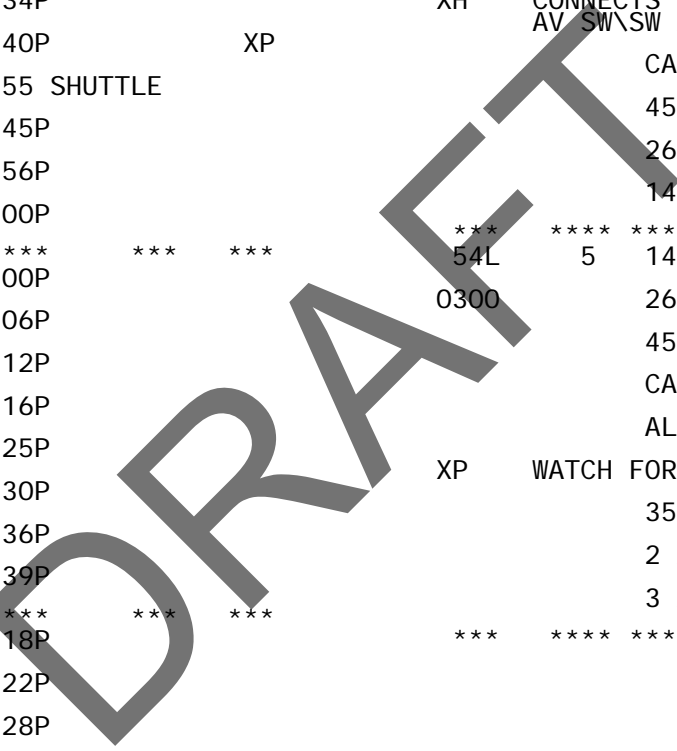 34P XH CONNECTS
AV SW\SW
40P XP
CA
55 SHUTTLE
45
45P
26
56P
14
00P
*** **** ***
*** *** ***
54L 5 14
00P
0300 26
06P
45
12P
CA
16P
AL
25P
XP WATCH FOR
30P
35
36P
2
39P
3
*** *** ***
18P
*** **** ***
22P
28P
DRAFT